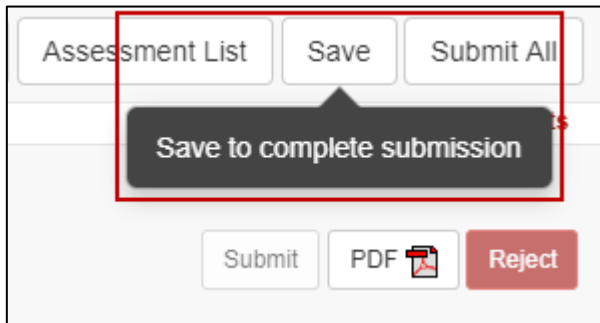 Assessment List Save Submit All
Save to complete submission
Submit PDF Reject